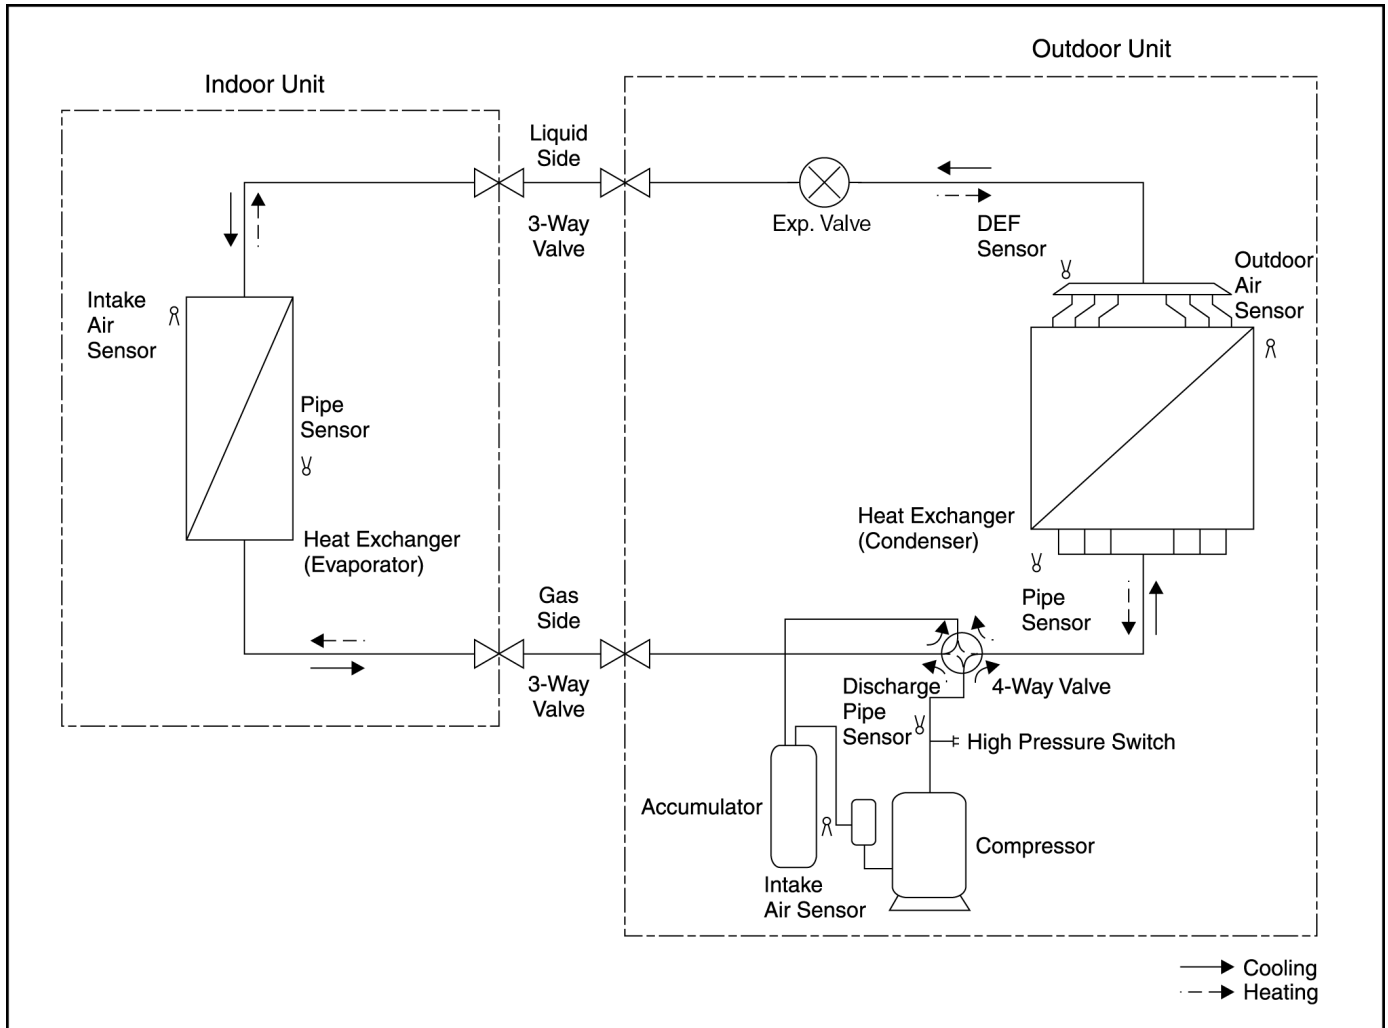 Outdoor Unit
Indoor Unit
Liquid
Side
3-Way
Valve
Exp. Valve
DEF
Sensor
Outdoor
Air
Sensor
Intake
Air
Sensor
Pipe
Sensor
Heat Exchanger
(Evaporator)
Heat Exchanger
(Condenser)
Pipe
Sensor
Gas
Side
3-Way
Valve
Discharge
Pipe
Sensor
4-Way Valve
High Pressure Switch
Accumulator
Compressor
Intake
Air Sensor
Cooling
Heating